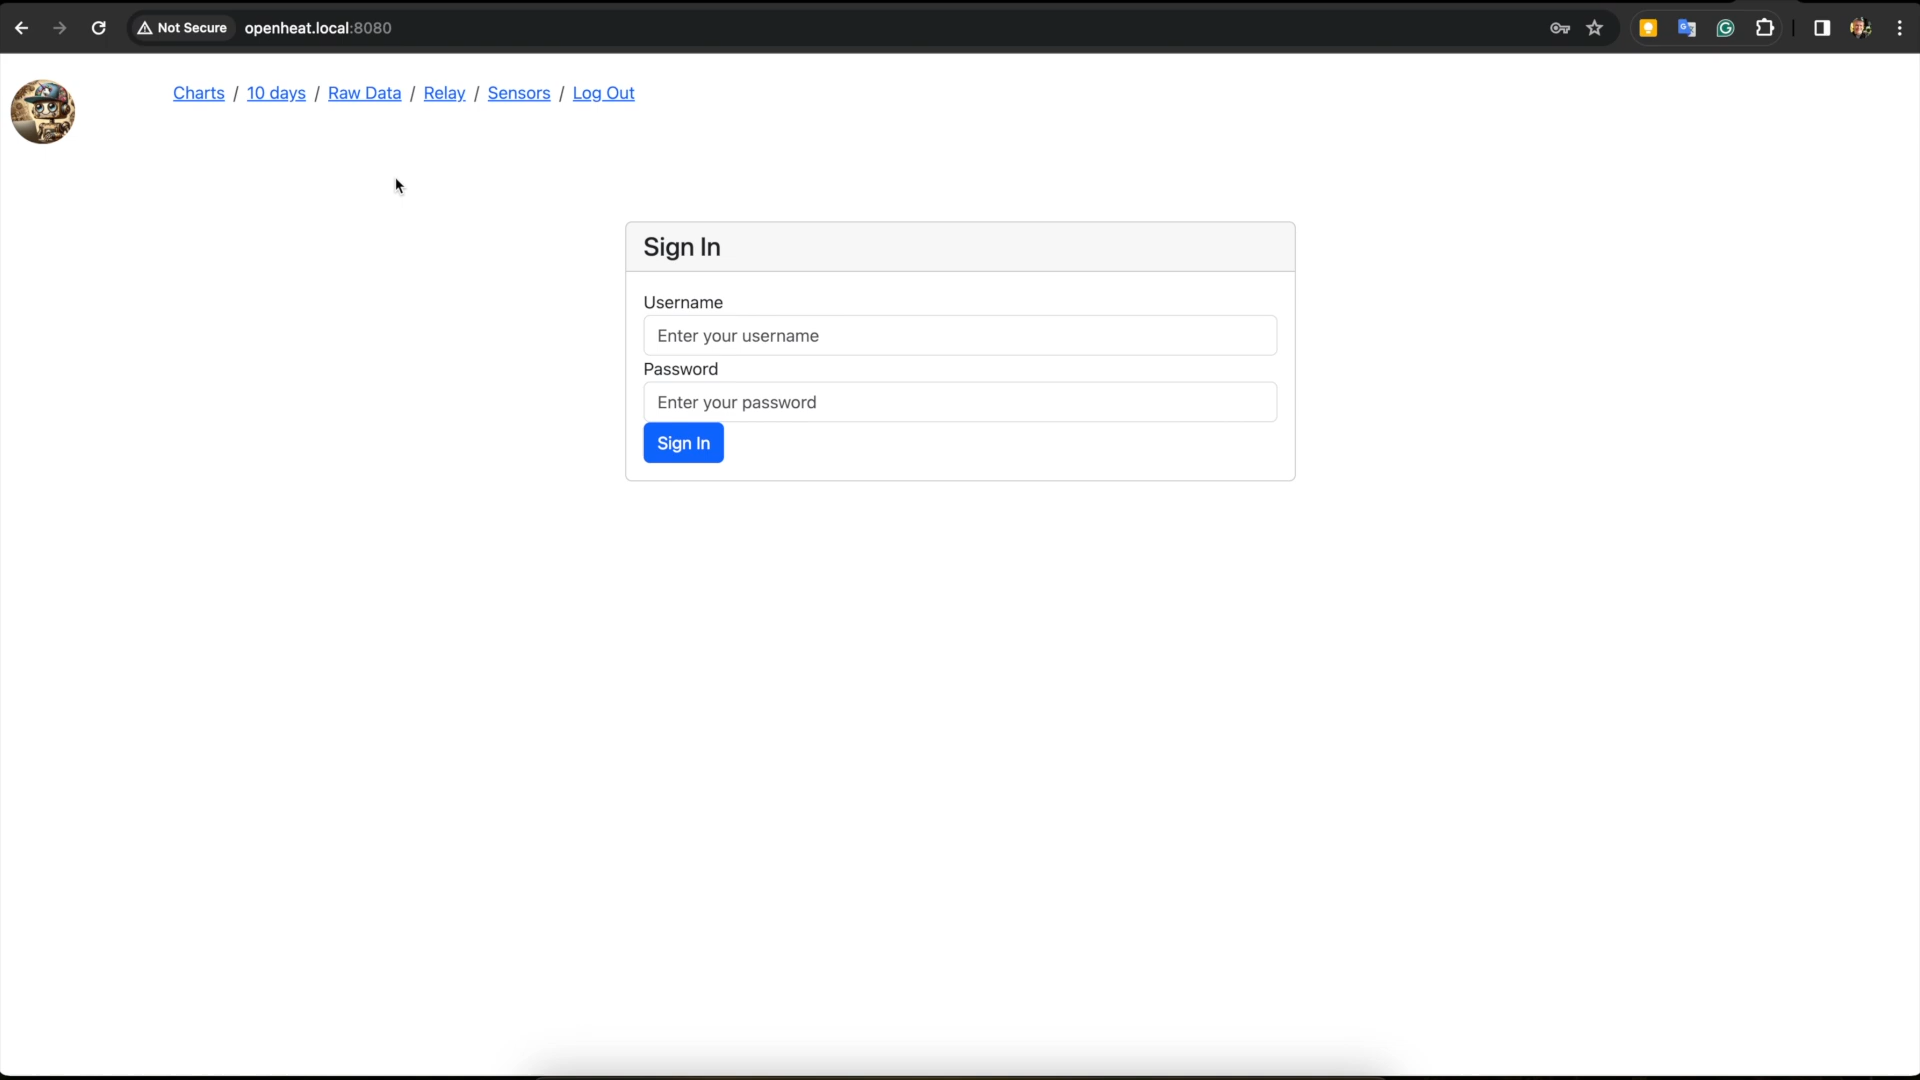 Not Secure openheat.local:8080
Charts / 10 days / Raw Data / Relay / Sensors / Log Out
Sign In
Username
Enter your username
Password
Enter your password
Sign In